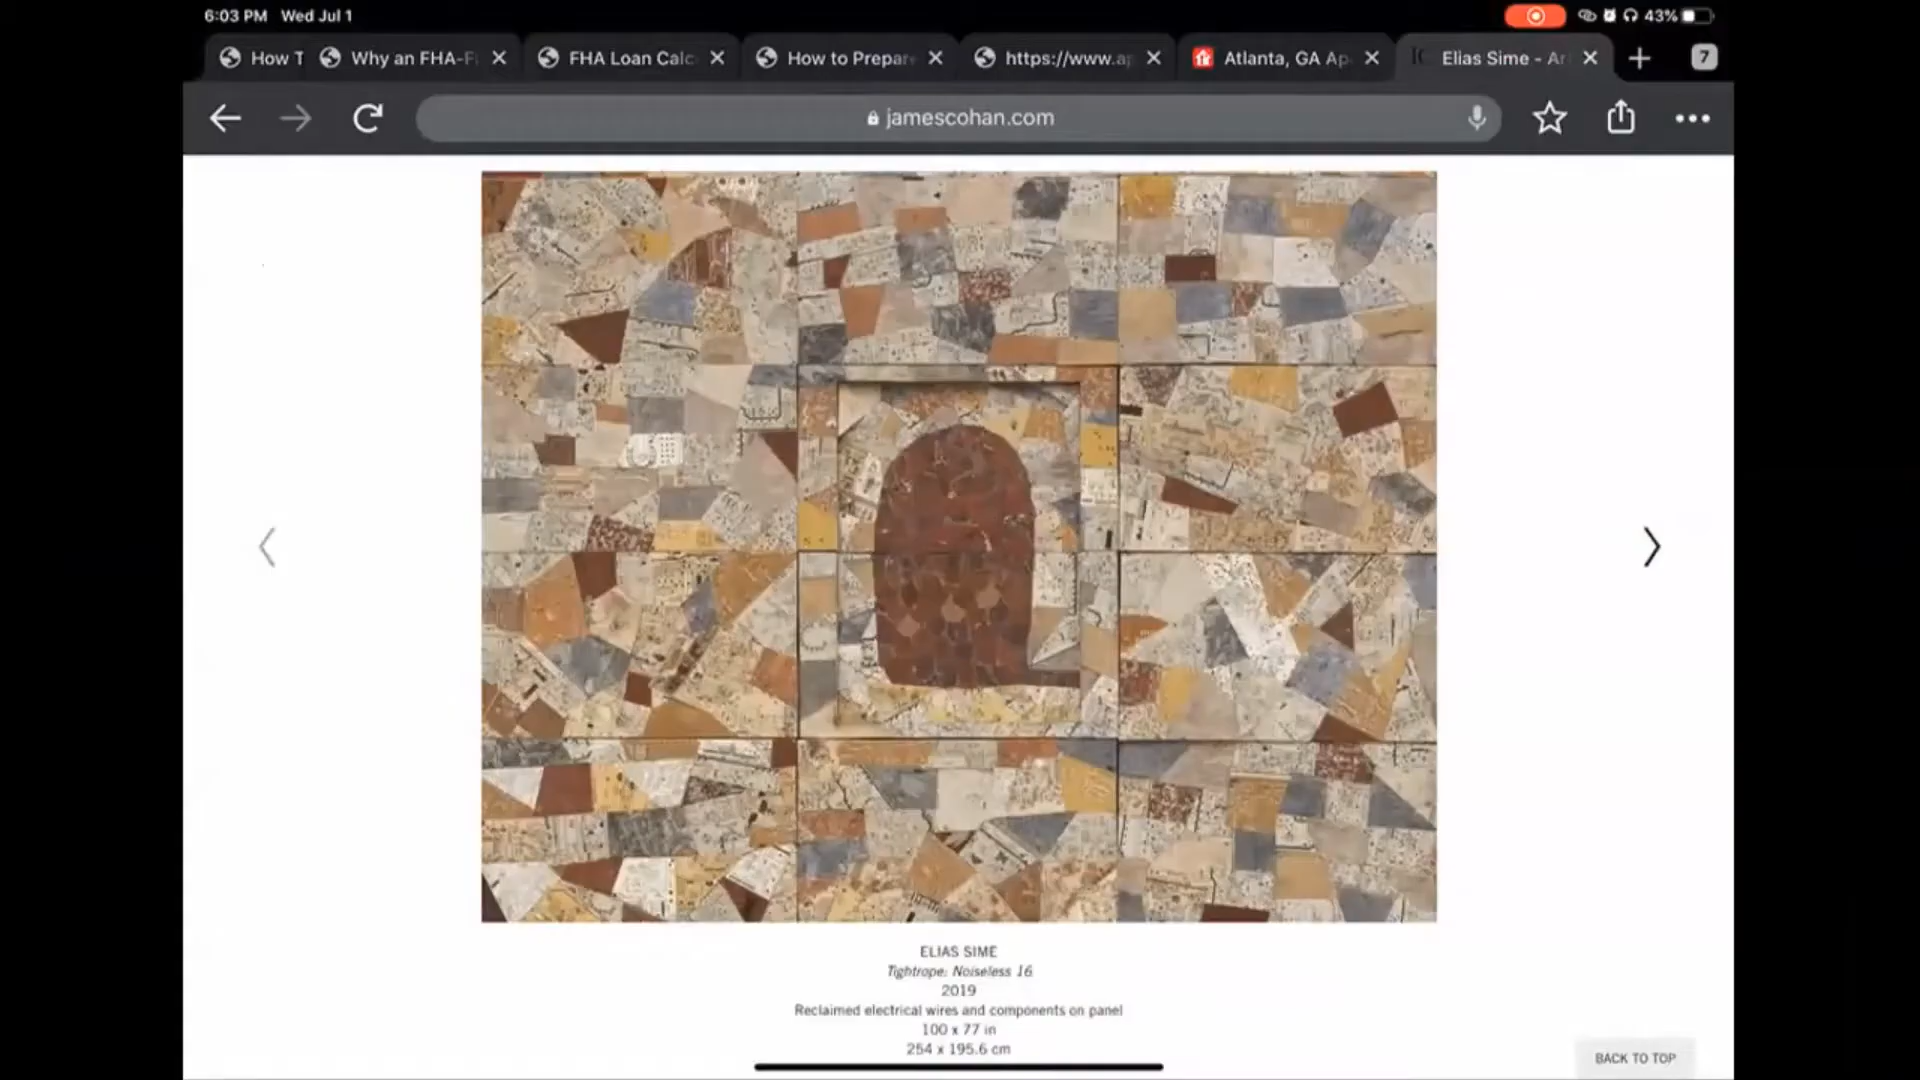 6:03 PM Wed Jul 1
43%
How T
Why an FHA-F
FHA Loan Calc
How to Prepar
https://www.ap
Atlanta, GA Ap
Elias Sime - Ar
7
jamescohan.com
ELIAS SIME
Tightrope: Noiseless 16
2019
Reclaimed electrical wires and components on panel
100 x 77 in
254 x 195.6 cm
BACK TO TOP